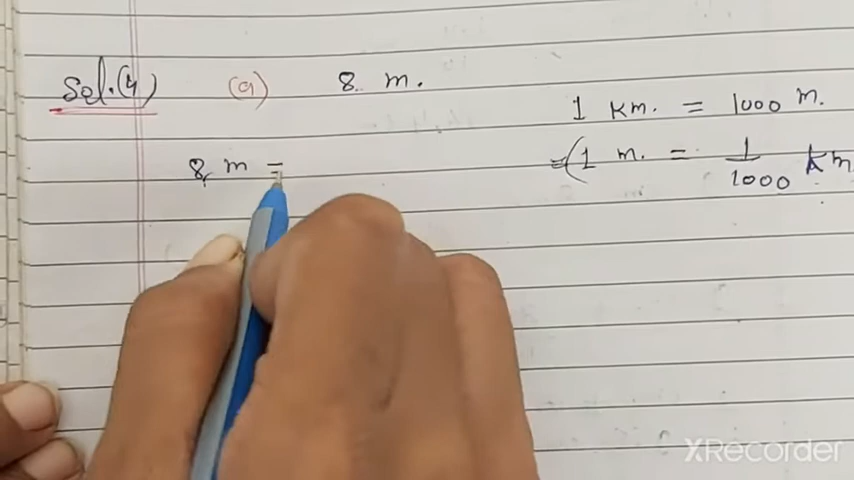 Sol.(4) (a) 8 m.
1 Km. = 1000 m.
1 m. = 1/1000 Km
8 m =
XRecorder